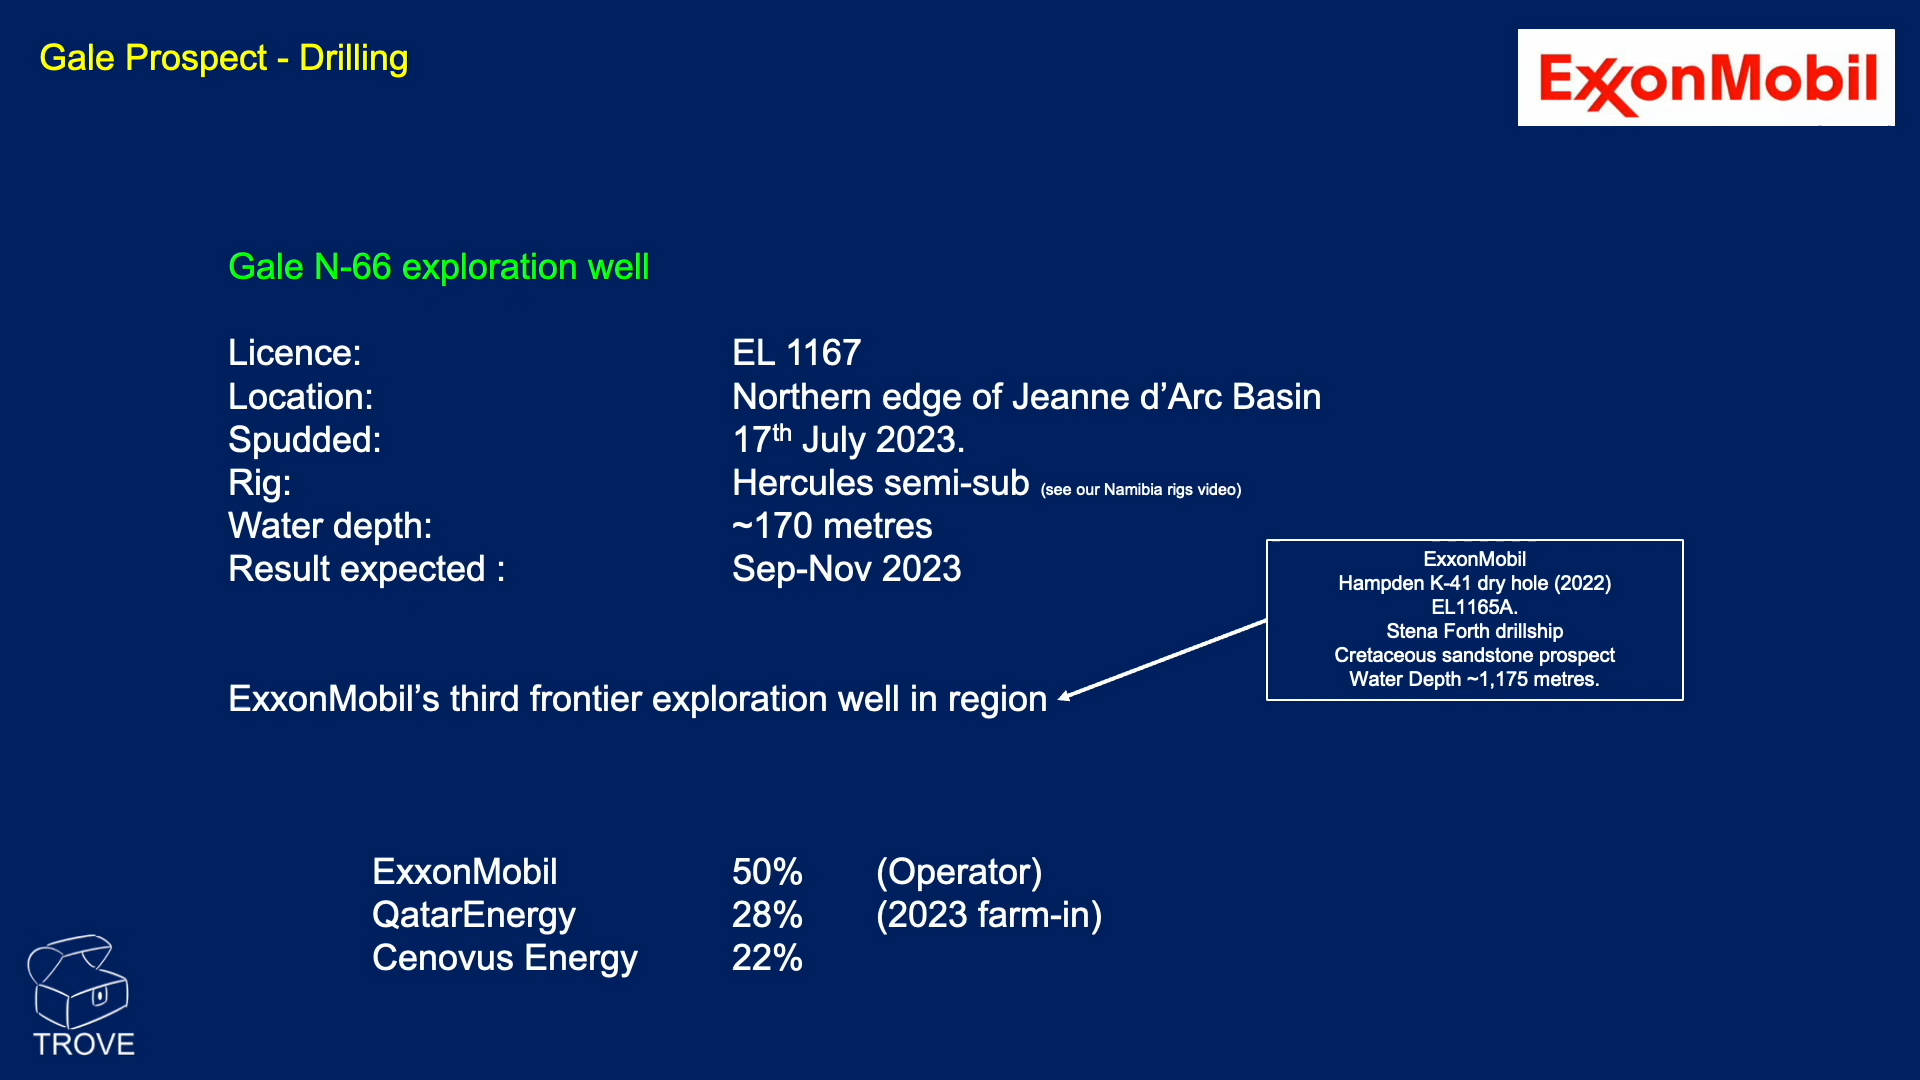 Gale Prospect - Drilling
ExxonMobil
Gale N-66 exploration well
Licence: EL 1167
Location: Northern edge of Jeanne d’Arc Basin
Spudded: 17th July 2023.
Rig: Hercules semi-sub (see our Namibia rigs video)
Water depth: ~170 metres
Result expected : Sep-Nov 2023
ExxonMobil
Hampden K-41 dry hole (2022)
EL1165A.
Stena Forth drillship
Cretaceous sandstone prospect
Water Depth ~1,175 metres.
ExxonMobil’s third frontier exploration well in region
ExxonMobil 50% (Operator)
QatarEnergy 28% (2023 farm-in)
Cenovus Energy 22%
TROVE